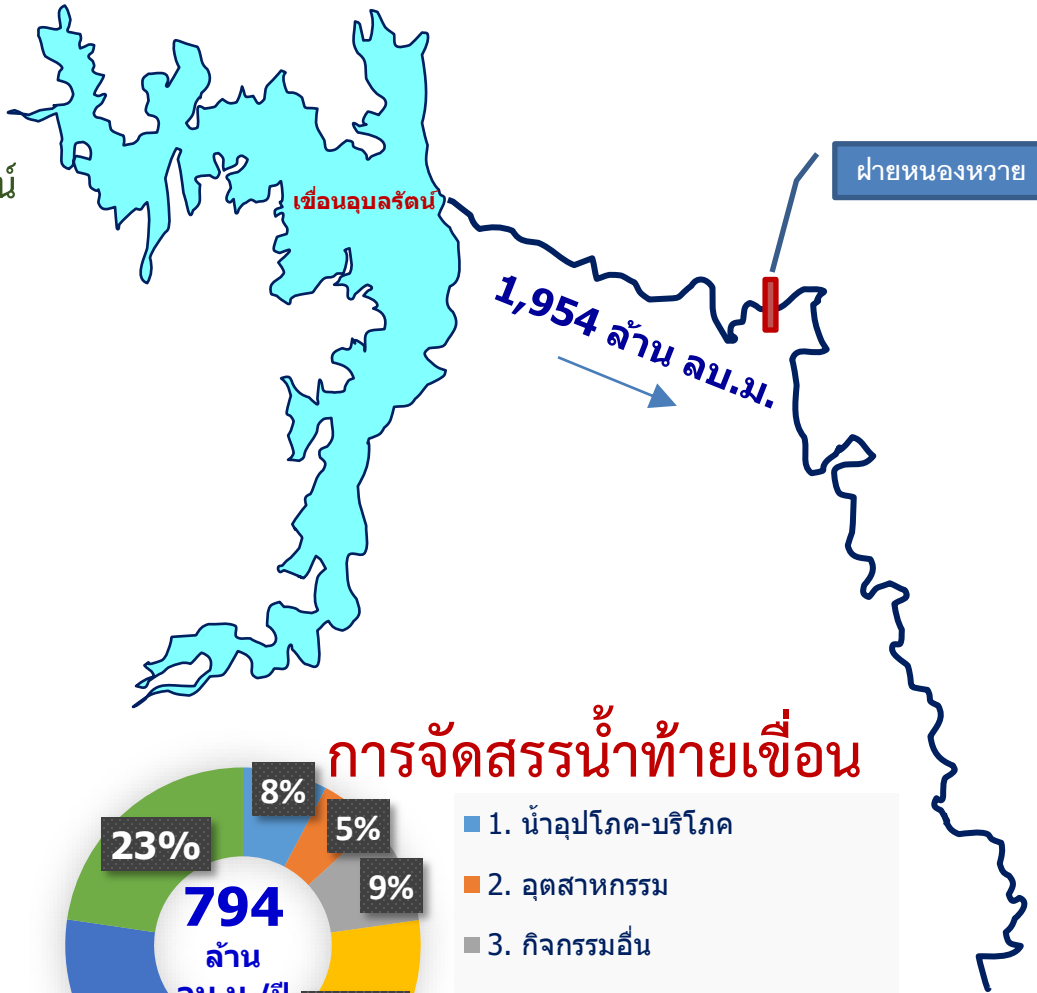 น์
เขื่อนอุบลรัตน์
ฝายหนองหวาย
1,954 ล้าน ลบ.ม.
การจัดสรรน้ำท้ายเขื่อน
8%
5%
23%
9%
794
ล้าน
1. น้ำอุปโภค-บริโภค
2. อุตสาหกรรม
3. กิจกรรมอื่น